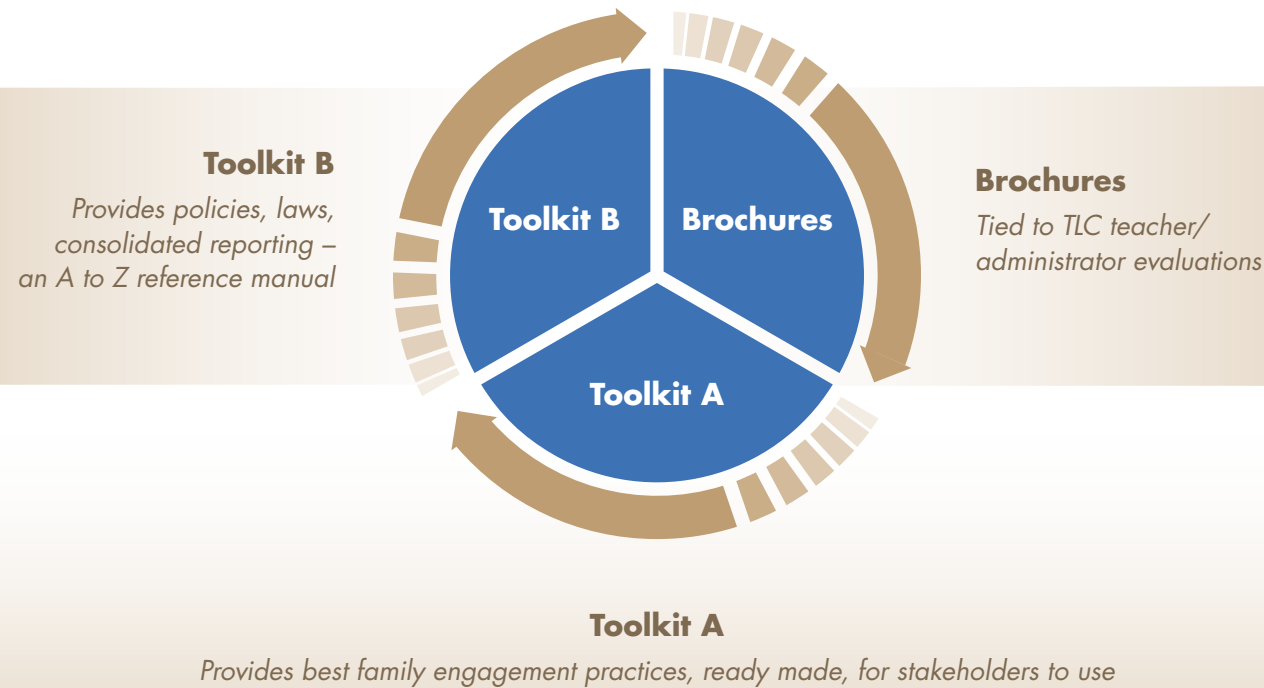 Toolkit B
Provides policies, laws,
consolidated reporting –
an A to Z reference manual
Toolkit B
Brochures
Toolkit A
Brochures
Tied to TLC teacher/
administrator evaluations
Toolkit A
Provides best family engagement practices, ready made, for stakeholders to use